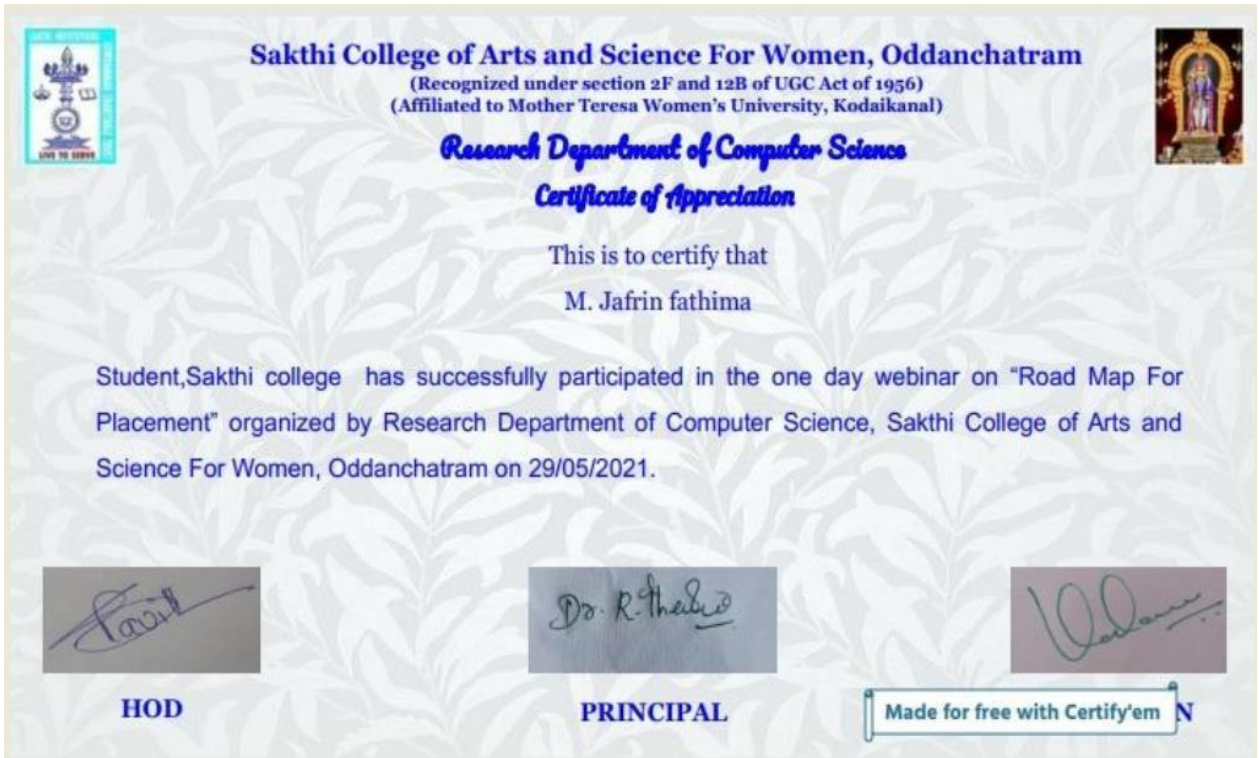 Sakthi College of Arts and Science For Women, Oddanchatram
(Recognized under section 2F and 12B of UGC Act of 1956)
(Affiliated to Mother Teresa Women's University, Kodaikanal)
Research Department of Computer Science
Certificate of Appreciation
LIVE TO SERVE
This is to certify that
M. Jafrin fathima
Student,Sakthi college has successfully participated in the one day webinar on “Road Map For
Placement” organized by Research Department of Computer Science, Sakthi College of Arts and
Science For Women, Oddanchatram on 29/05/2021.
Dr. R.
HOD
PRINCIPAL
Made for free with Certify'em N